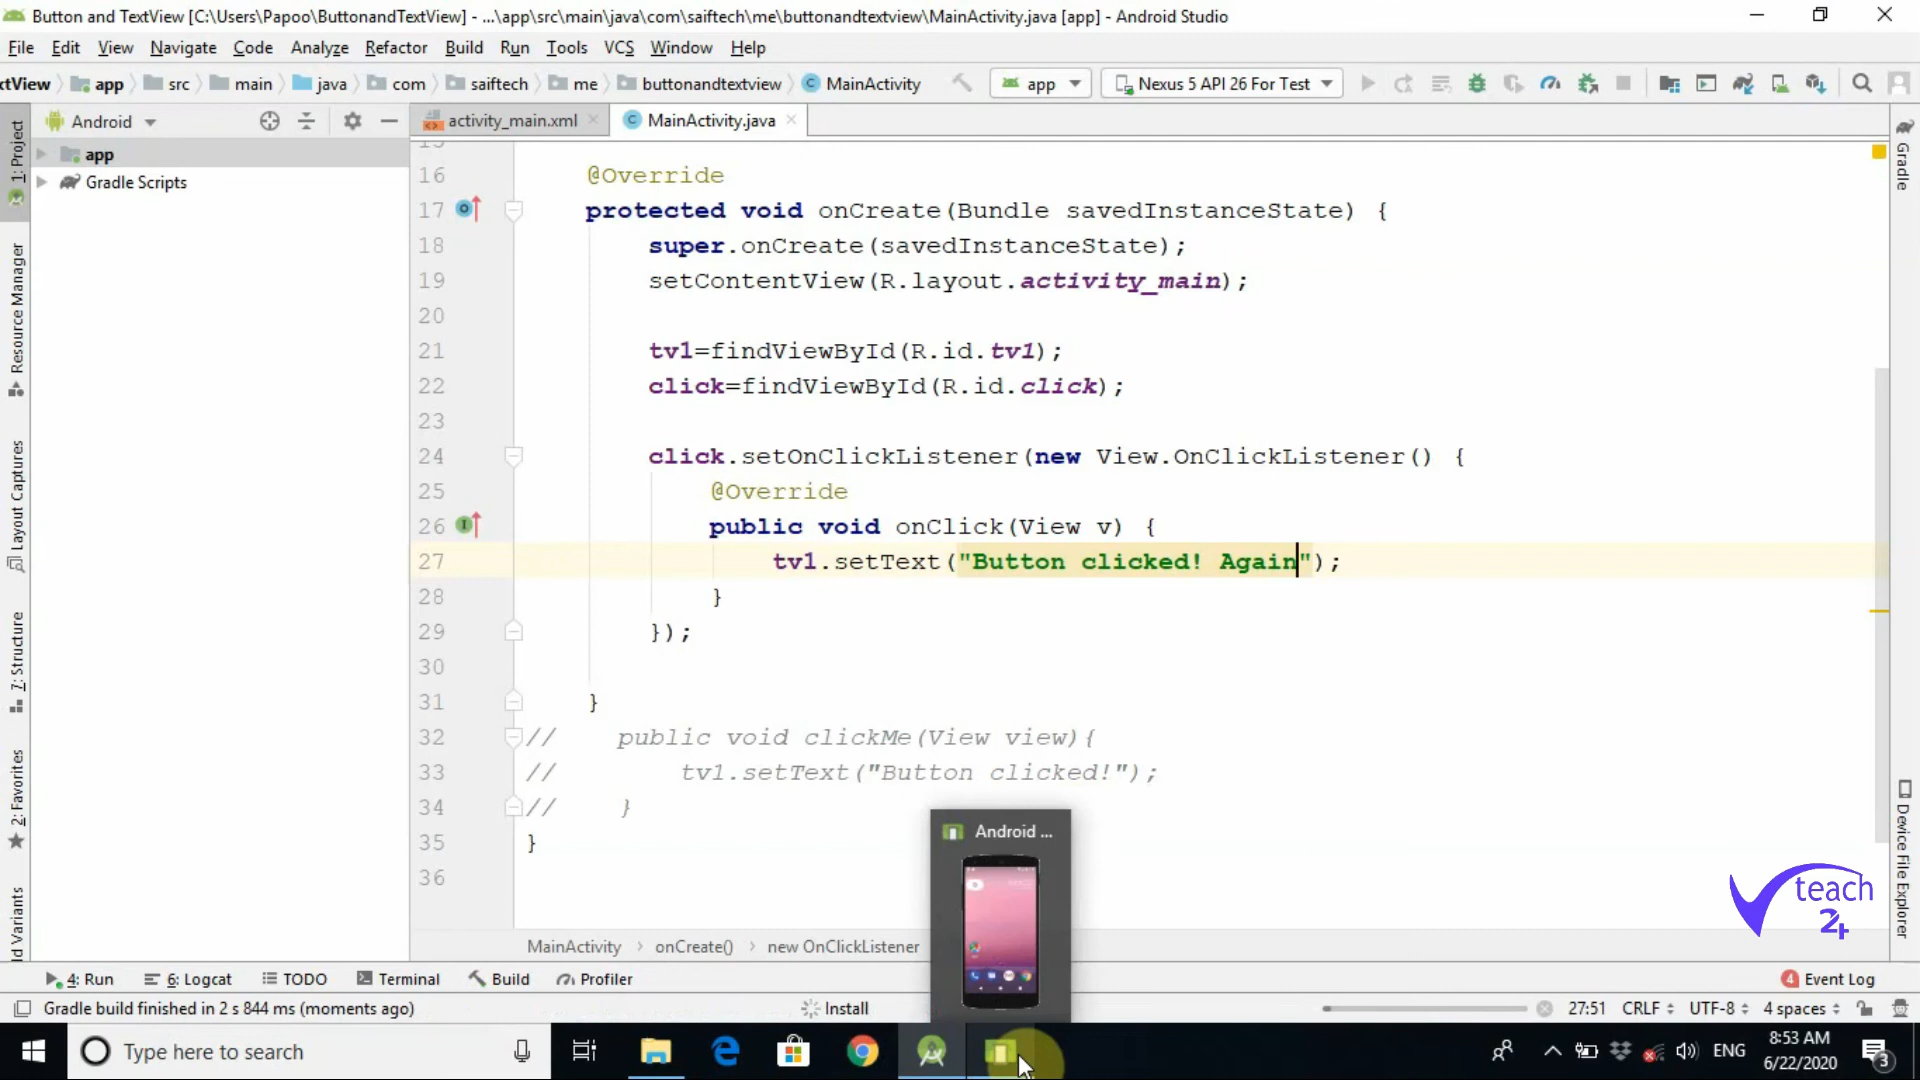 Button and TextView [C:\Users\Papoo\ButtonandTextView] - ...\app\src\main\java\com\saiftech\me\buttonandtextview\MainActivity.java [app] - Android Studio
File Edit View Navigate Code Analyze Refactor Build Run Tools VCS Window Help
xtView app src main java com saiftech me buttonandtextview MainActivity app Nexus 5 API 26 For Test
Android activity_main.xml MainActivity.java
1: Project
Resource Manager
Layout Captures
7: Structure
2: Favorites
ld Variants
app
Gradle Scripts
15
16 @Override
17 protected void onCreate(Bundle savedInstanceState) {
18 super.onCreate(savedInstanceState);
19 setContentView(R.layout.activity_main);
20
21 tv1=findViewById(R.id.tv1);
22 click=findViewById(R.id.click);
23
24 click.setOnClickListener(new View.OnClickListener() {
25 @Override
26 public void onClick(View v) {
27 tv1.setText("Button clicked! Again");
28 }
29 });
30
31 }
32 // public void clickMe(View view){
33 // tv1.setText("Button clicked!");
34 // }
35 }
36
Gradle
Device File Explorer
Android ...
teach
24
MainActivity onCreate() new OnClickListener
4: Run 6: Logcat TODO Terminal Build Profiler 4 Event Log
Gradle build finished in 2 s 844 ms (moments ago) Install 27:51 CRLF UTF-8 4 spaces
Type here to search ENG 8:53 AM
6/22/2020 3